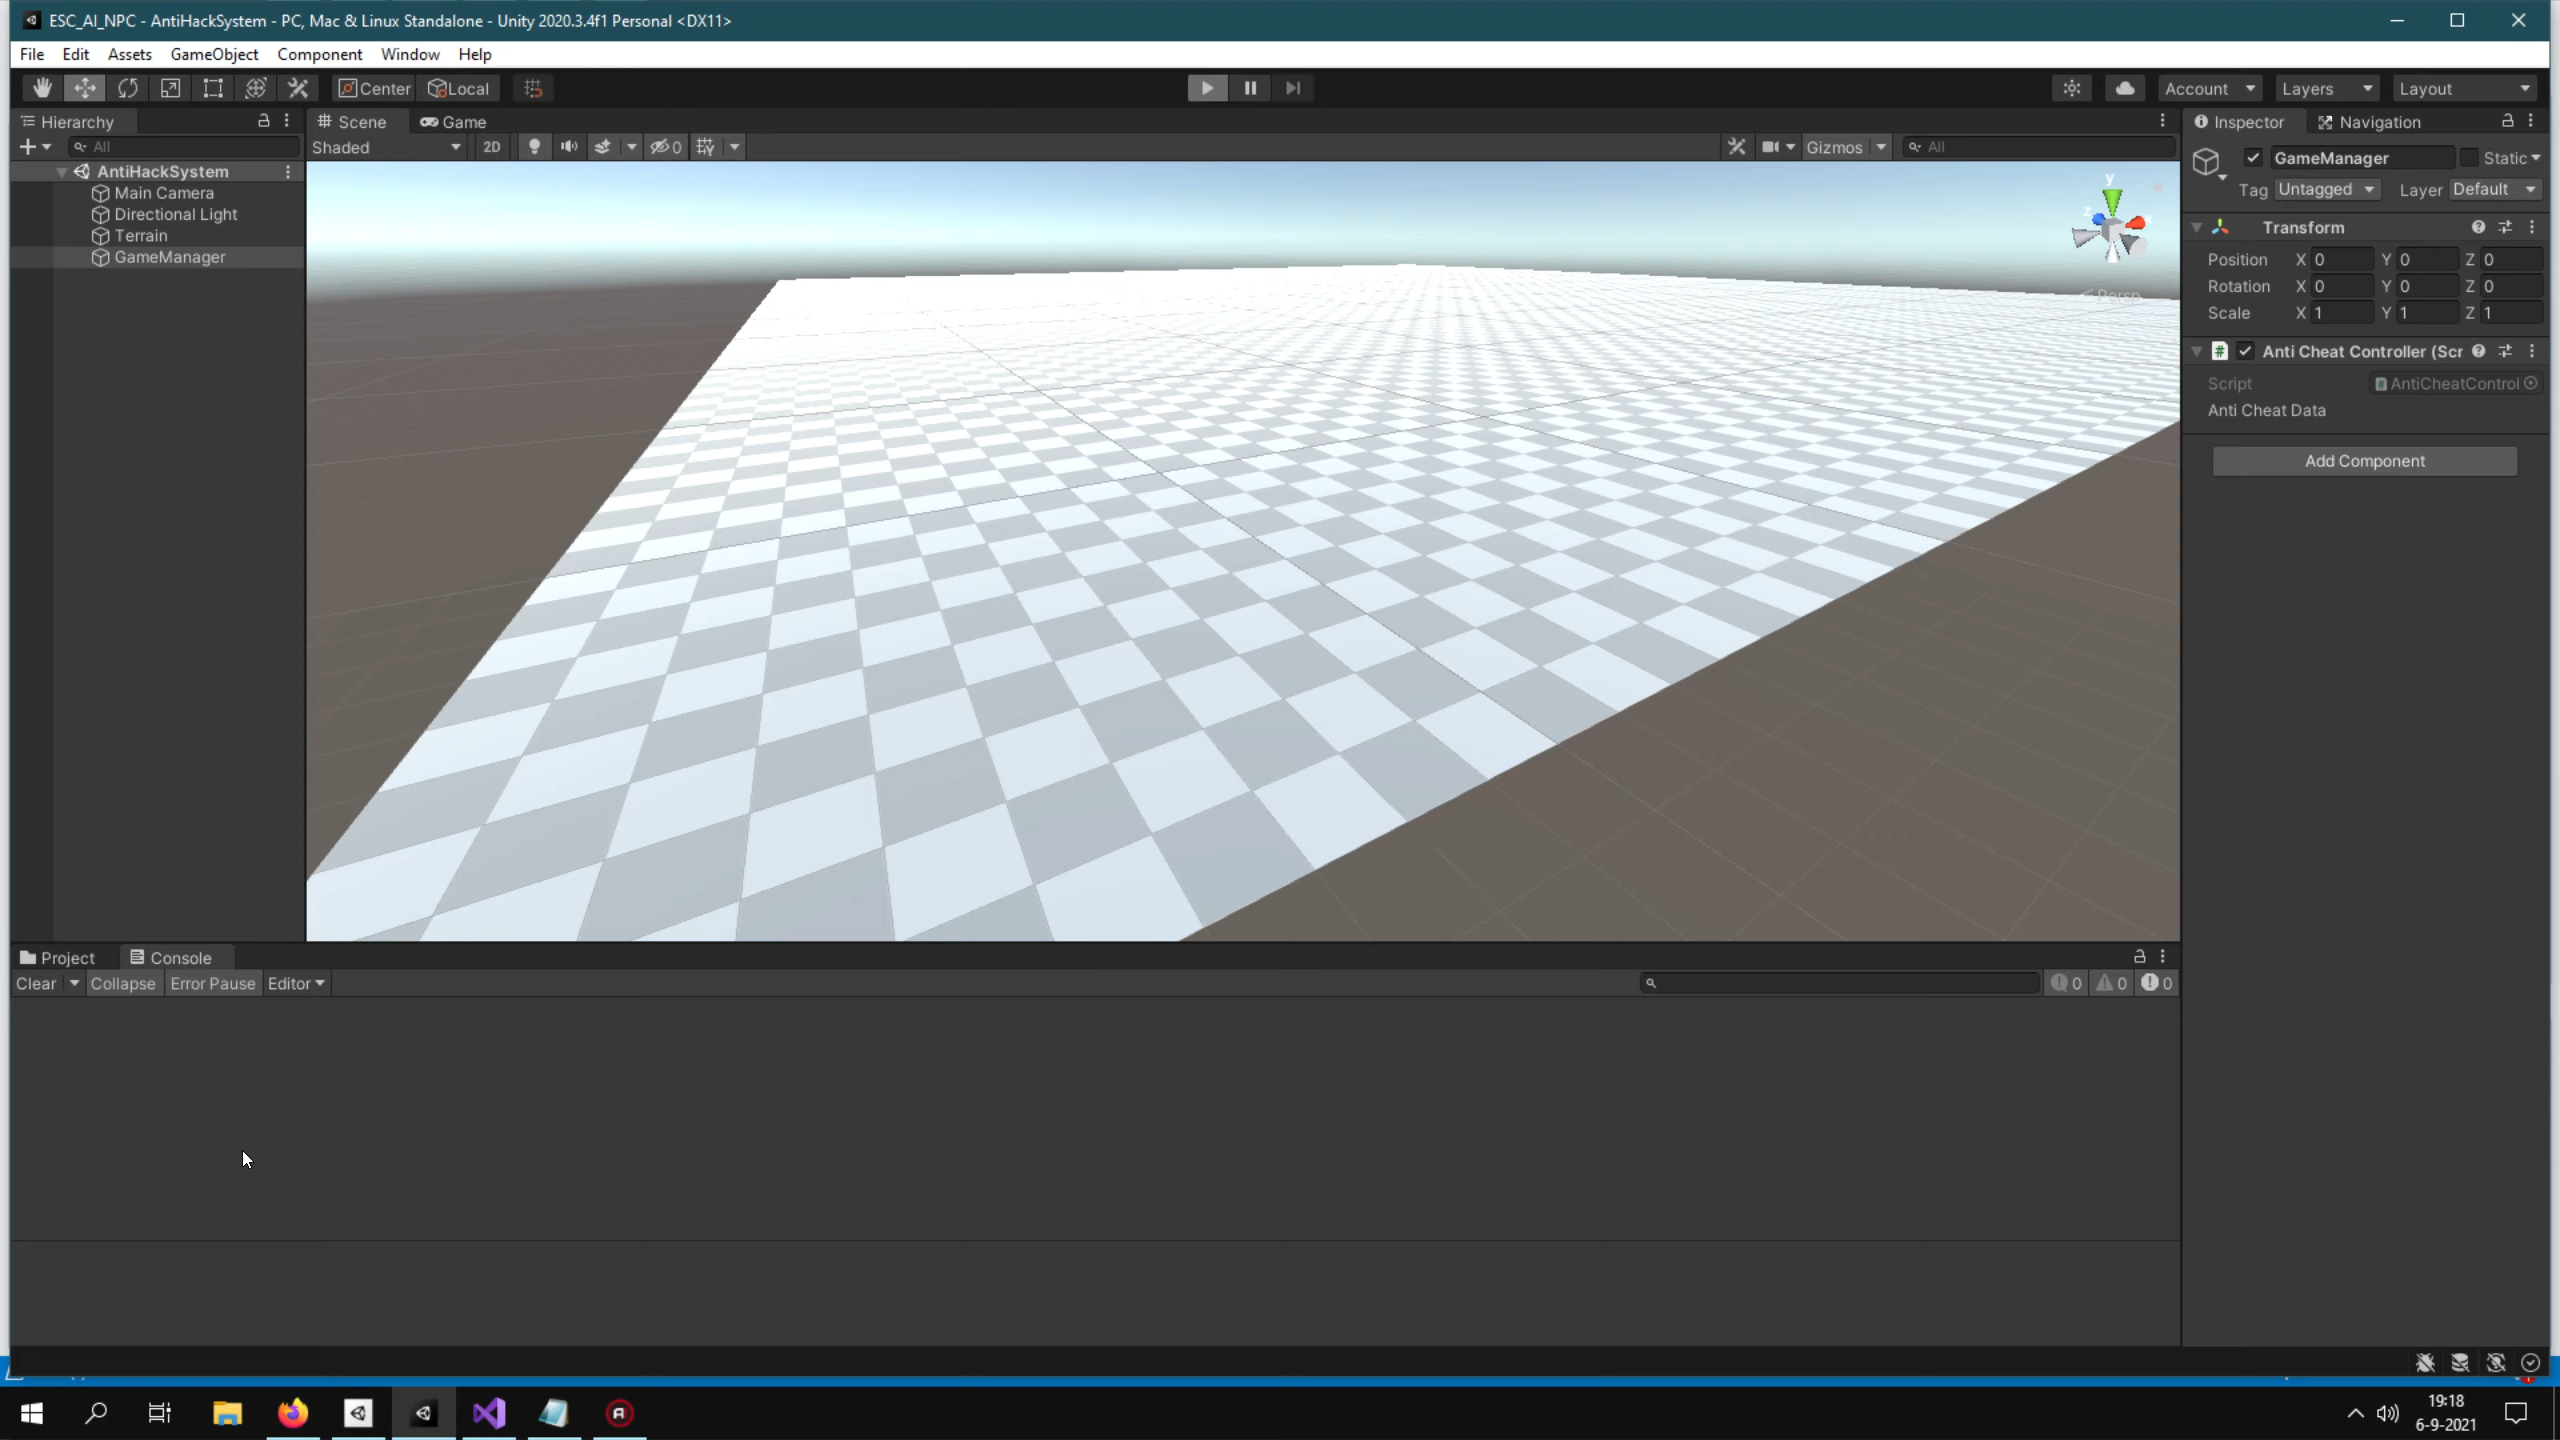 ESC_AI_NPC - AntiHackSystem - PC, Mac & Linux Standalone - Unity 2020.3.4f1 Personal <DX11>
File Edit Assets GameObject Component Window Help
Center Local Account Layers Layout
Hierarchy
All
AntiHackSystem
Main Camera
Directional Light
Terrain
GameManager
Scene Game
Shaded 2D 0 Gizmos All
y
z x
Persp
Inspector Navigation
GameManager Static
Tag Untagged Layer Default
Transform
Position X 0 Y 0 Z 0
Rotation X 0 Y 0 Z 0
Scale X 1 Y 1 Z 1
Anti Cheat Controller (Scr
Script AntiCheatControl
Anti Cheat Data
Add Component
Project Console
Clear Collapse Error Pause Editor 0 0 0
19:18
6-9-2021